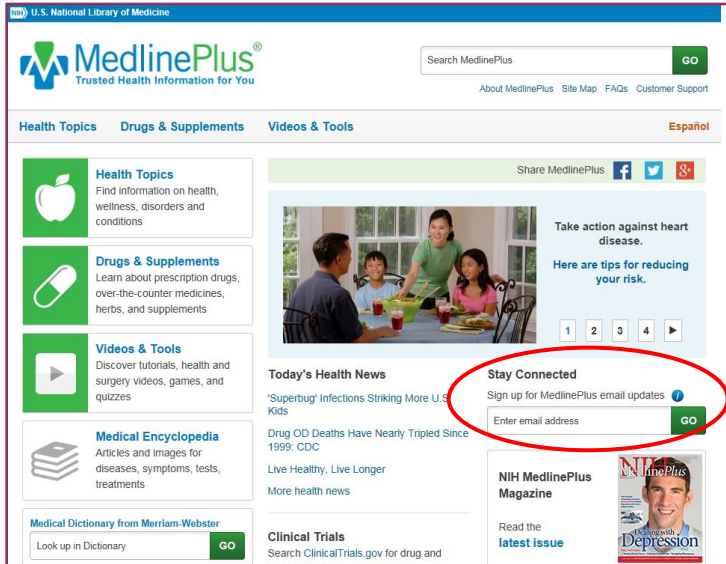 NIH U.S. National Library of Medicine
MedlinePlus®
Trusted Health Information for You
Search MedlinePlus
GO
About MedlinePlus Site Map FAQs Customer Support
Health Topics Drugs & Supplements Videos & Tools Español
Health Topics
Find information on health,
wellness, disorders and
conditions
Drugs & Supplements
Learn about prescription drugs,
over-the-counter medicines,
herbs, and supplements
Videos & Tools
Discover tutorials, health and
surgery videos, games, and
quizzes
Medical Encyclopedia
Articles and images for
diseases, symptoms, tests,
treatments
Medical Dictionary from Merriam-Webster
Look up in Dictionary
GO
Share MedlinePlus f 8+
Take action against heart
disease.
Here are tips for reducing
your risk.
1 2 3 4
Today's Health News
'Superbug' Infections Striking More U.S.
Kids
Drug OD Deaths Have Nearly Tripled Since
1999: CDC
Live Healthy, Live Longer
More health news
Clinical Trials
Search ClinicalTrials.gov for drug and
Stay Connected
Sign up for MedlinePlus email updates i
Enter email address
GO
NIH MedlinePlus
Magazine
Read the
latest issue
NIH
MedlinePlus
Dealing with
Depression